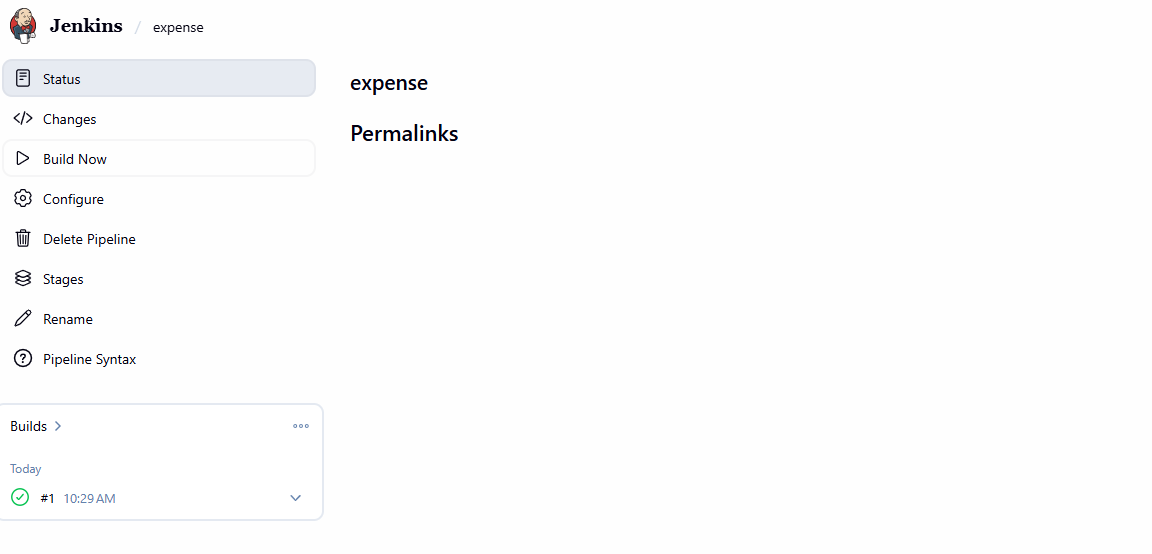 Jenkins / expense
Status
Changes
Build Now
Configure
Delete Pipeline
Stages
Rename
Pipeline Syntax
expense
Permalinks
Builds
Today
#1 10:29 AM